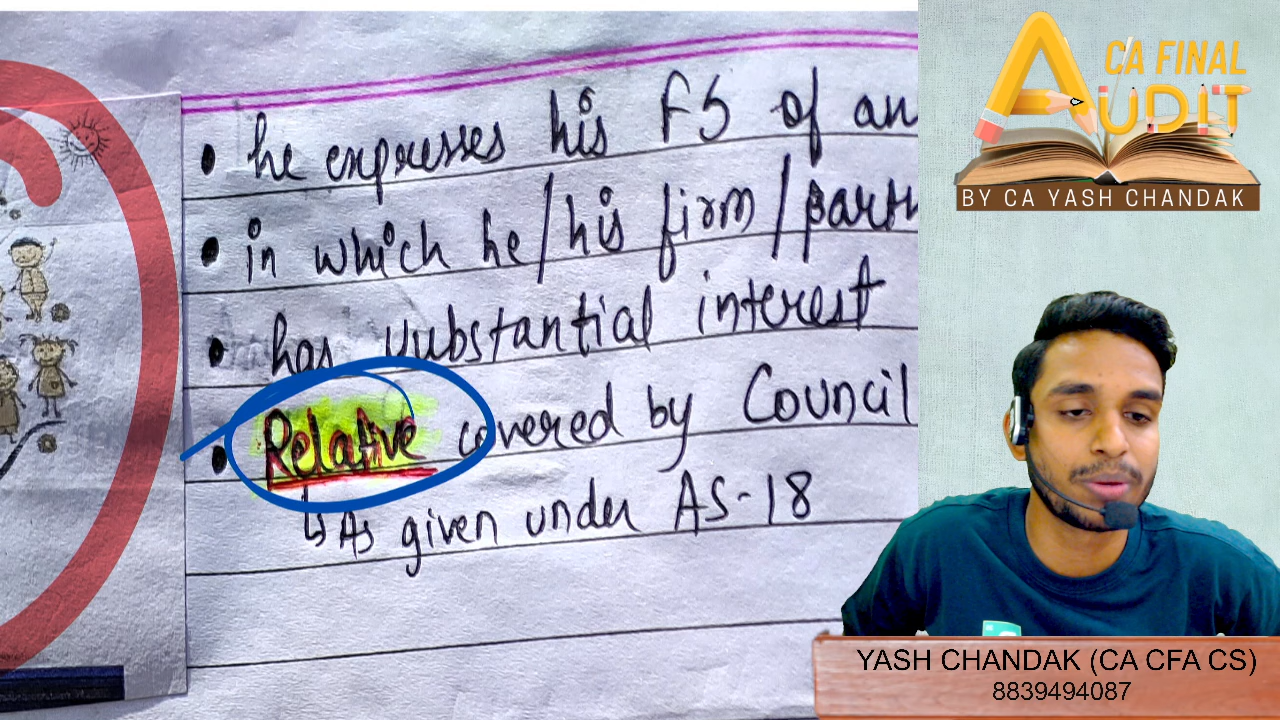 he expresses his FS of an
in which he/his firm/partn
has substantial interest
Relative covered by Council
↳ As given under AS-18
CA FINAL
AUDIT
BY CA YASH CHANDAK
YASH CHANDAK (CA CFA CS)
8839494087